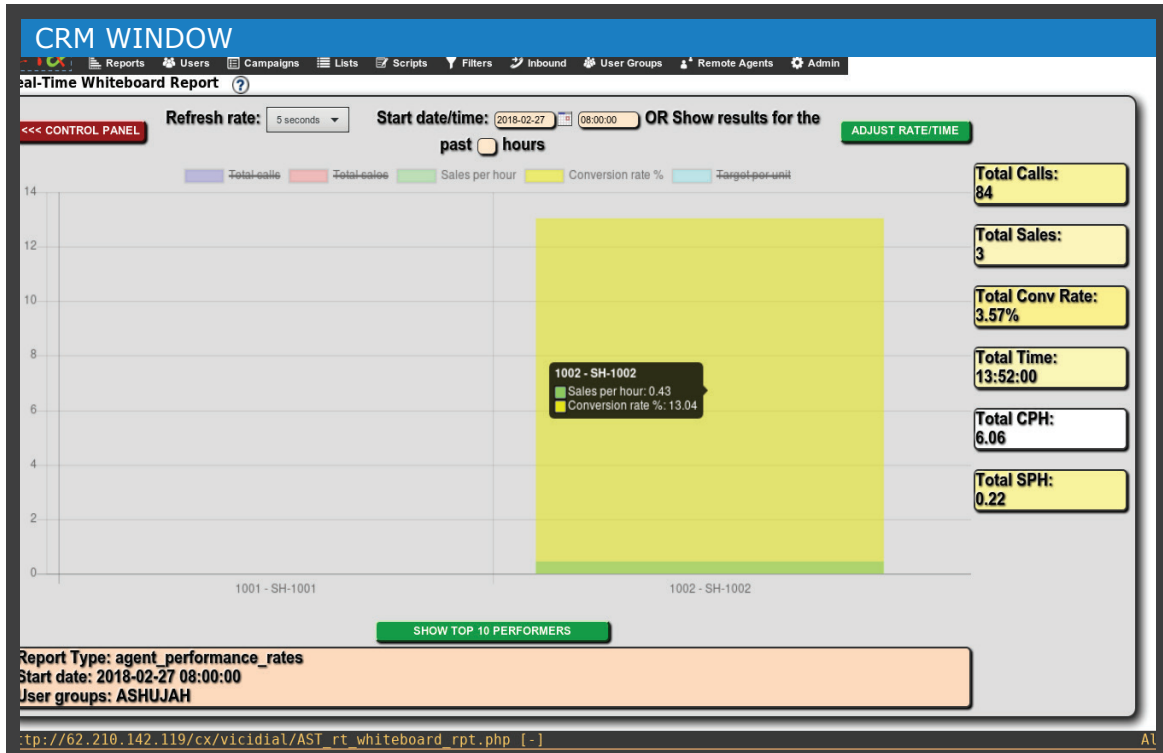 CRM WINDOW
Reports Users Campaigns Lists Scripts Filters Inbound User Groups Remote Agents Admin
eal-Time Whiteboard Report ?
<<< CONTROL PANEL
Refresh rate: 5 seconds
Start date/time: 2018-02-27 08:00:00 OR Show results for the
past hours
ADJUST RATE/TIME
Total calls Total sales Sales per hour Conversion rate % Target per unit
14
12
10
8
6
4
2
0
1002 - SH-1002
Sales per hour: 0.43
Conversion rate %: 13.04
1001 - SH-1001 1002 - SH-1002
Total Calls:
84
Total Sales:
3
Total Conv Rate:
3.57%
Total Time:
13:52:00
Total CPH:
6.06
Total SPH:
0.22
SHOW TOP 10 PERFORMERS
Report Type: agent_performance_rates
Start date: 2018-02-27 08:00:00
User groups: ASHUJAH
ttp://62.210.142.119/cx/vicidial/AST_rt_whiteboard_rpt.php [-]
Al